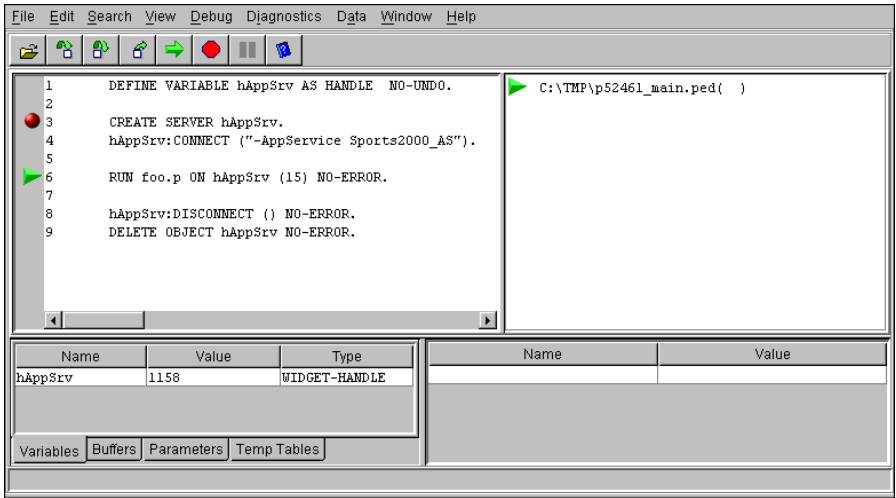 File Edit Search View Debug Diagnostics Data Window Help
1 DEFINE VARIABLE hAppSrv AS HANDLE NO-UNDO.
2
3 CREATE SERVER hAppSrv.
4 hAppSrv:CONNECT ("-AppService Sports2000_AS").
5
6 RUN foo.p ON hAppSrv (15) NO-ERROR.
7
8 hAppSrv:DISCONNECT () NO-ERROR.
9 DELETE OBJECT hAppSrv NO-ERROR.
C:\TMP\p52461_main.ped( )
Name Value Type
hAppSrv 1158 WIDGET-HANDLE
Variables Buffers Parameters Temp Tables
Name Value